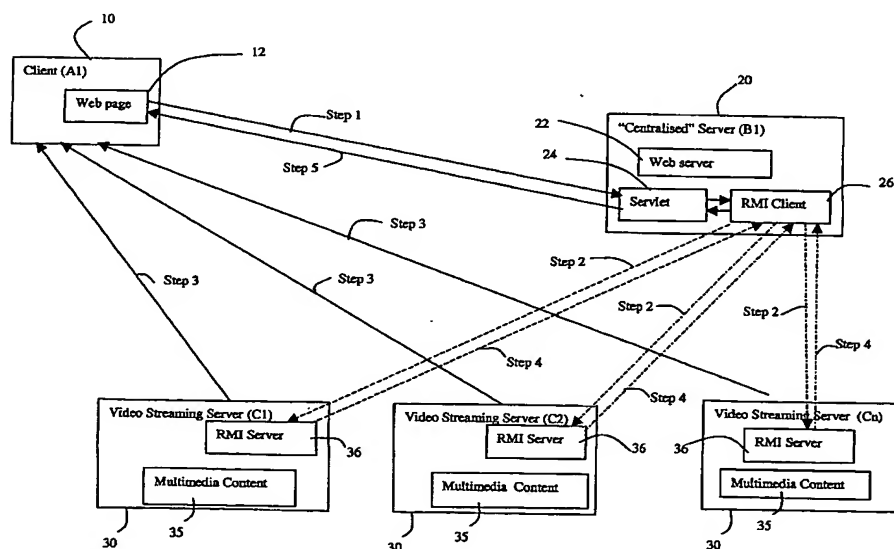 10
Client (A1)
12
Web page
Step 1
Step 5
20
"Centralised" Server (B1)
22
Web server
24
Servlet
RMI Client
26
Step 3
Step 3
Step 3
Step 2
Step 2
Step 2
Step 4
Step 4
Step 4
Video Streaming Server (C1)
RMI Server
36
Multimedia Content
35
30
Video Streaming Server (C2)
RMI Server
36
Multimedia Content
35
30
Video Streaming Server (Cn)
RMI Server
36
Multimedia Content
35
30